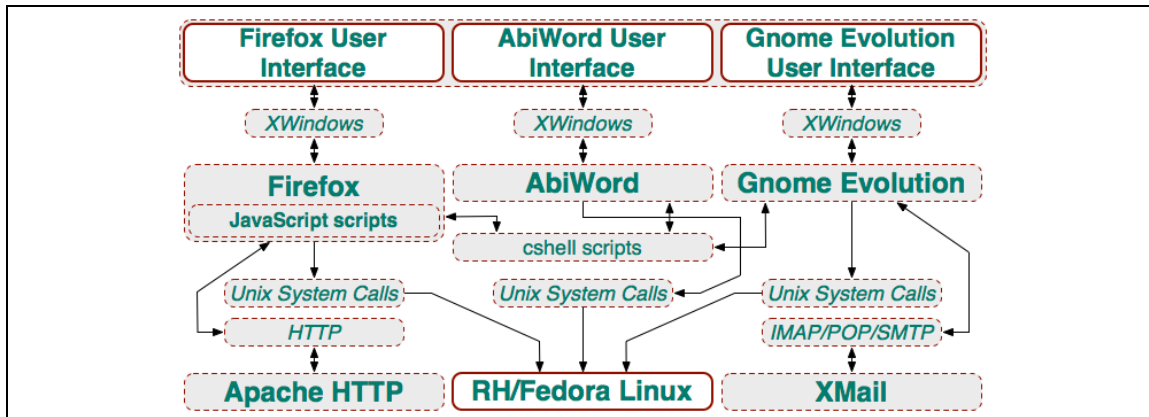 Firefox User
Interface
AbiWord User
Interface
Gnome Evolution
User Interface
XWindows
XWindows
XWindows
Firefox
JavaScript scripts
AbiWord
Gnome Evolution
cshell scripts
Unix System Calls
Unix System Calls
Unix System Calls
HTTP
IMAP/POP/SMTP
Apache HTTP
RH/Fedora Linux
XMail